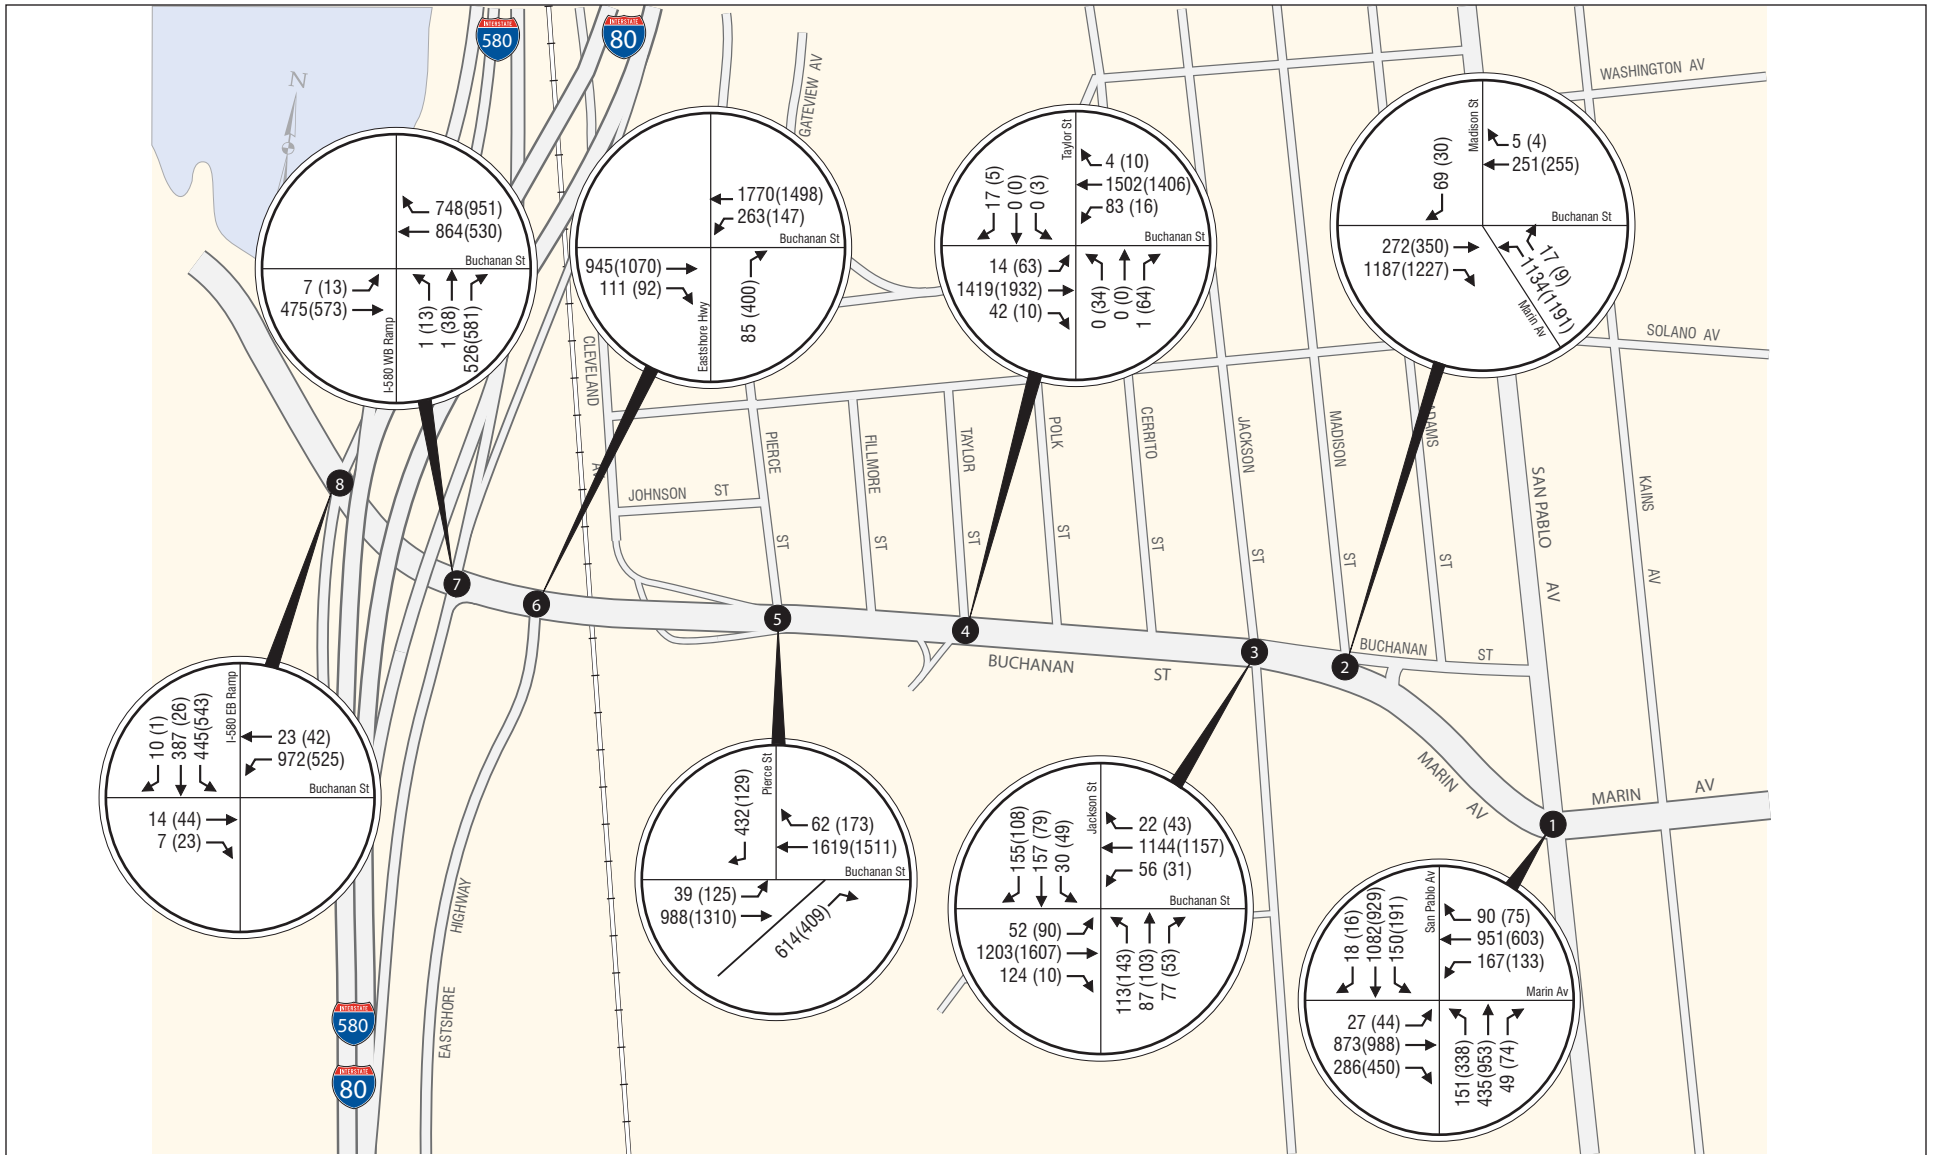 INTERSTATE
580
INTERSTATE
80
N
GATEVIEW AV
WASHINGTON AV
SOLANO AV
CLEVELAND
AV
748(951)
864(530)
Buchanan St
7 (13)
475(573)
I-580 WB Ramp
1 (13)
1 (38)
526(581)
1770(1498)
263(147)
Buchanan St
945(1070)
111 (92)
Eastshore Hwy
85 (400)
Taylor St
17 (5)
0 (0)
0 (3)
4 (10)
1502(1406)
83 (16)
Buchanan St
14 (63)
1419(1932)
42 (10)
0 (34)
0 (0)
1 (64)
Madison St
69 (30)
5 (4)
251(255)
Buchanan St
272(350)
1187(1227)
17 (9)
1134(1191)
Marin Av
JOHNSON ST
PIERCE ST
FILLMORE ST
TAYLOR ST
POLK ST
CERRITO ST
JACKSON ST
MADISON ST
ADAMS ST
SAN PABLO AV
KAINS AV
8
7
6
5
4
3
2
1
BUCHANAN ST
BUCHANAN ST
MARIN AV
MARIN AV
EASTSHORE HIGHWAY
I-580 EB Ramp
10 (1)
387 (26)
445(543)
23 (42)
972(525)
Buchanan St
14 (44)
7 (23)
Pierce St
432(129)
62 (173)
1619(1511)
Buchanan St
39 (125)
988(1310)
614(409)
Jackson St
155(108)
157 (79)
30 (49)
22 (43)
1144(1157)
56 (31)
Buchanan St
52 (90)
1203(1607)
124 (10)
113(143)
87 (103)
77 (53)
San Pablo Av
18 (16)
1082(929)
150(191)
90 (75)
951(603)
167(133)
Marin Av
27 (44)
873(988)
286(450)
151(338)
435(953)
49 (74)
INTERSTATE
580
INTERSTATE
80